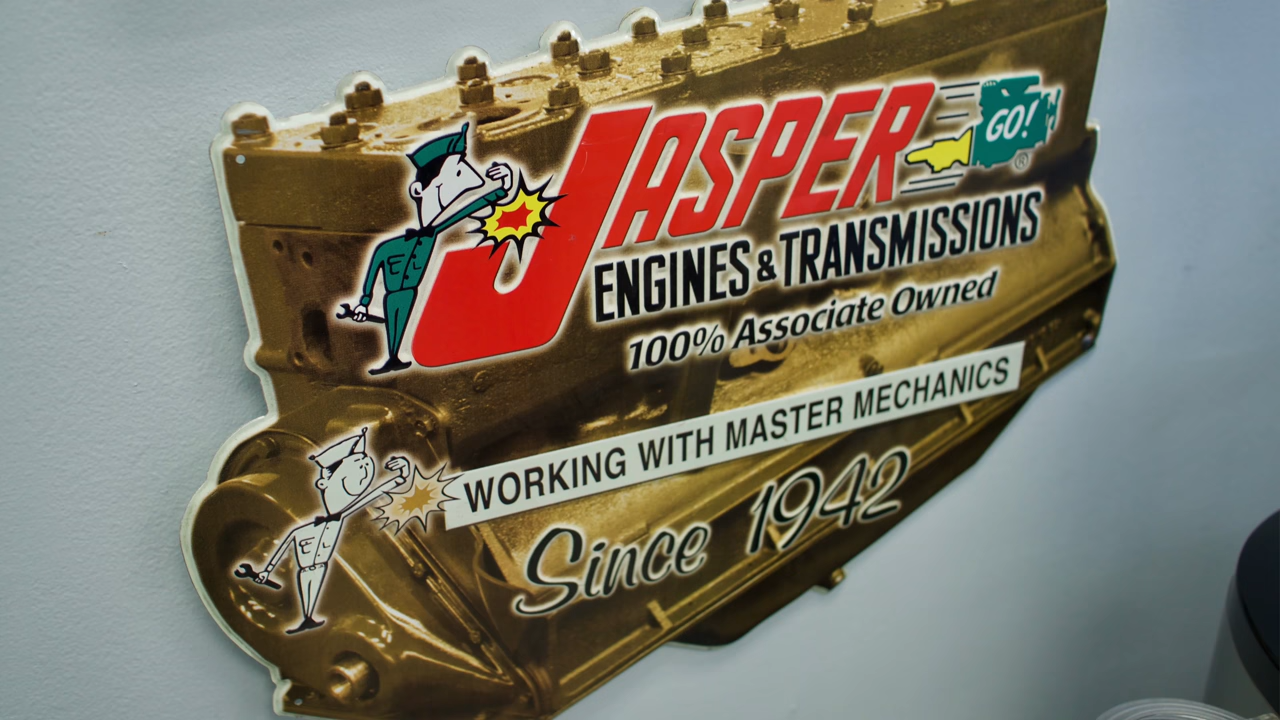 JASPER
GO!
®
ENGINES & TRANSMISSIONS
100% Associate Owned
WORKING WITH MASTER MECHANICS
Since 1942